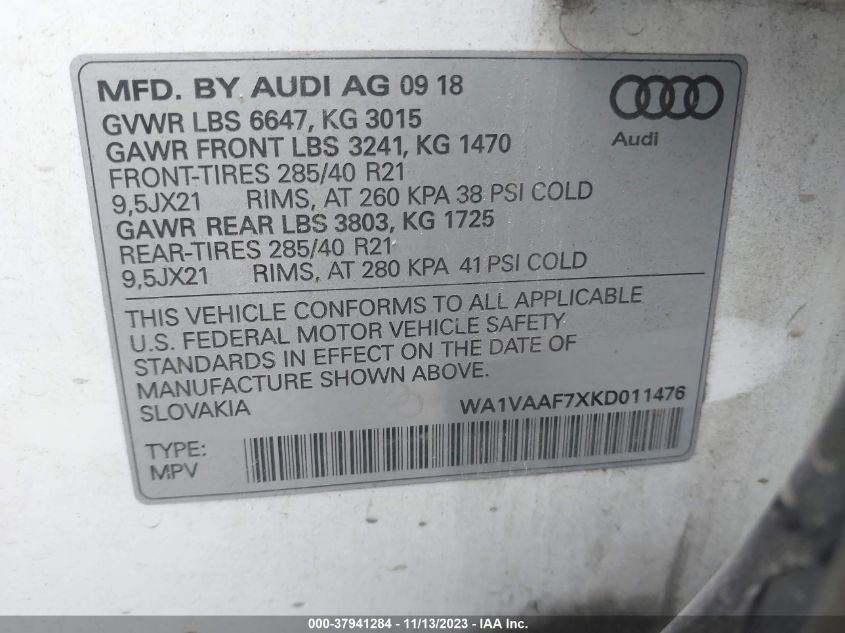 MFD. BY AUDI AG 09 18
GVWR LBS 6647, KG 3015
GAWR FRONT LBS 3241, KG 1470
FRONT-TIRES 285/40 R21
9,5JX21 RIMS, AT 260 KPA 38 PSI COLD
GAWR REAR LBS 3803, KG 1725
REAR-TIRES 285/40 R21
9,5JX21 RIMS, AT 280 KPA 41 PSI COLD
Audi
THIS VEHICLE CONFORMS TO ALL APPLICABLE
U.S. FEDERAL MOTOR VEHICLE SAFETY
STANDARDS IN EFFECT ON THE DATE OF
MANUFACTURE SHOWN ABOVE.
SLOVAKIA WA1VAAF7XKD011476
TYPE:
MPV
000-37941284 - 11/13/2023 - IAA Inc.